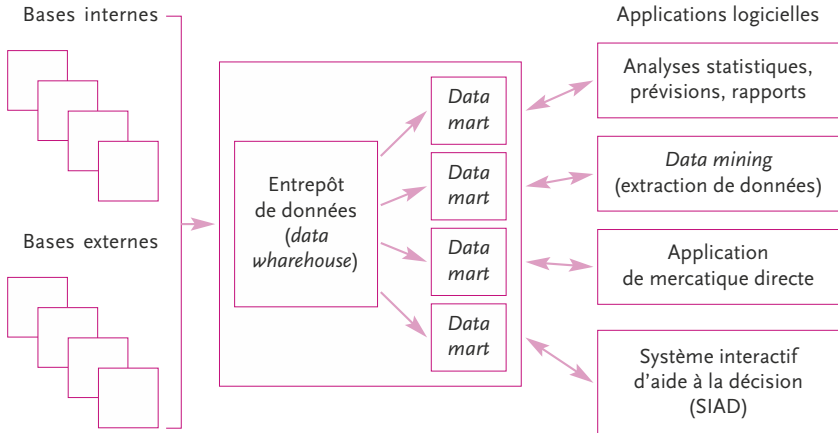 Bases internes
Bases externes
Entrepôt
de données
(data
wharehouse)
Data
mart
Data
mart
Data
mart
Data
mart
Applications logicielles
Analyses statistiques,
prévisions, rapports
Data mining
(extraction de données)
Application
de mercatique directe
Système interactif
d’aide à la décision
(SIAD)